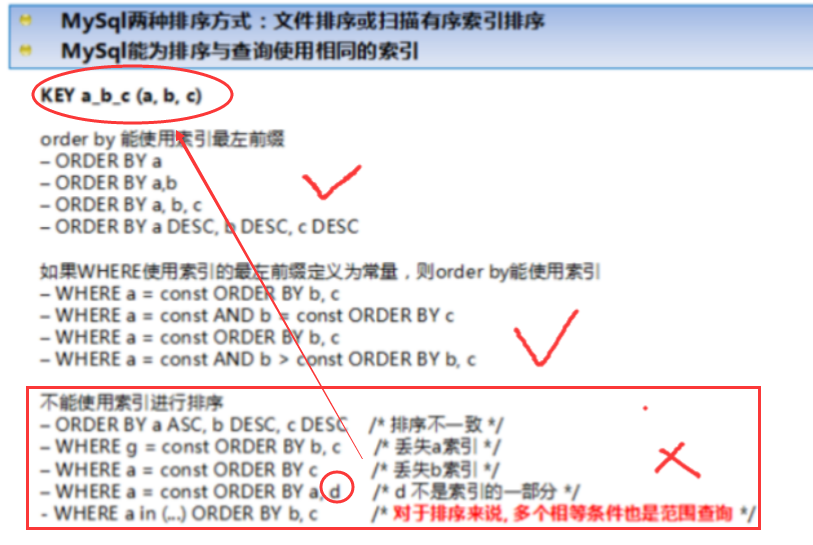 MySql两种排序方式：文件排序或扫描有序索引排序
MySql能为排序与查询使用相同的索引
KEY a_b_c (a, b, c)
order by 能使用索引最左前缀
– ORDER BY a
– ORDER BY a,b
– ORDER BY a, b, c
– ORDER BY a DESC, b DESC, c DESC
如果WHERE使用索引的最左前缀定义为常量，则order by能使用索引
– WHERE a = const ORDER BY b, c
– WHERE a = const AND b = const ORDER BY c
– WHERE a = const ORDER BY b, c
– WHERE a = const AND b > const ORDER BY b, c
不能使用索引进行排序
– ORDER BY a ASC, b DESC, c DESC /* 排序不一致 */
– WHERE g = const ORDER BY b, c /* 丢失a索引 */
– WHERE a = const ORDER BY c /* 丢失b索引 */
– WHERE a = const ORDER BY a, d /* d 不是索引的一部分 */
- WHERE a in (...) ORDER BY b, c /* 对于排序来说, 多个相等条件也是范围查询 */